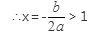 ∴x = - b/2a > 1